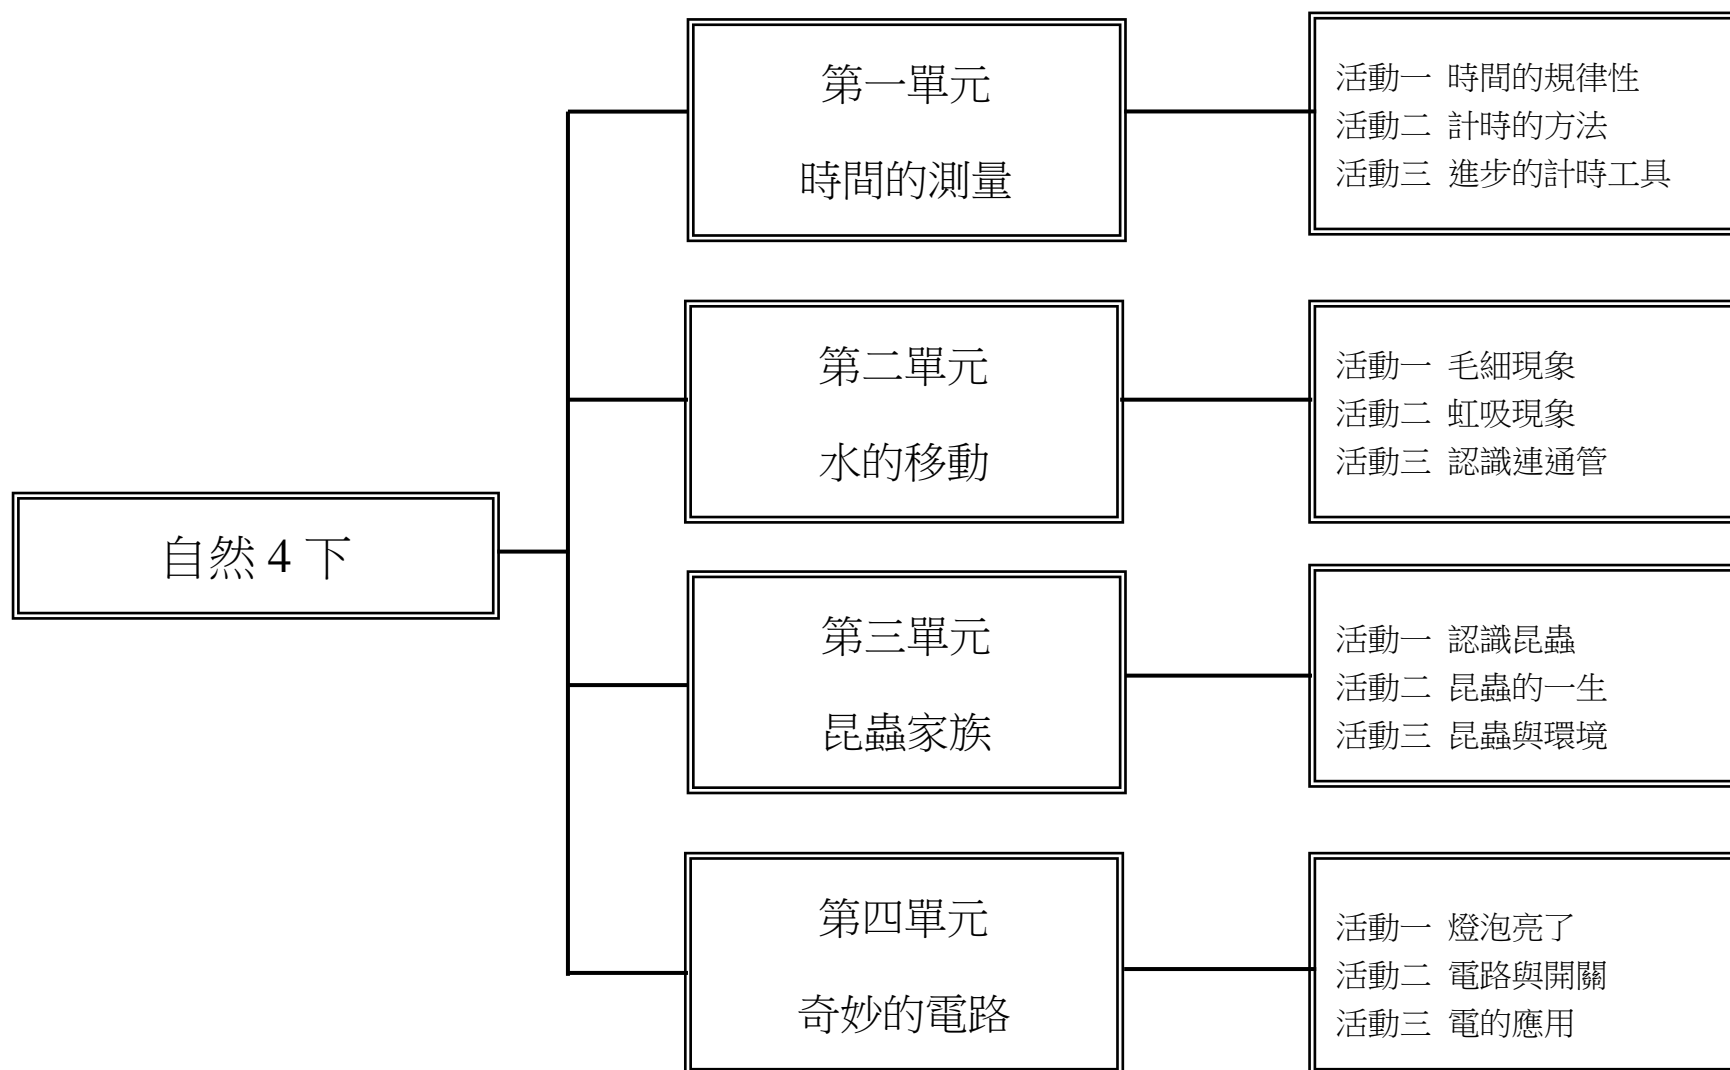 自然4下
第一單元
時間的測量
活動一 時間的規律性
活動二 計時的方法
活動三 進步的計時工具
第二單元
水的移動
活動一 毛細現象
活動二 虹吸現象
活動三 認識連通管
第三單元
昆蟲家族
活動一 認識昆蟲
活動二 昆蟲的一生
活動三 昆蟲與環境
第四單元
奇妙的電路
活動一 燈泡亮了
活動二 電路與開關
活動三 電的應用